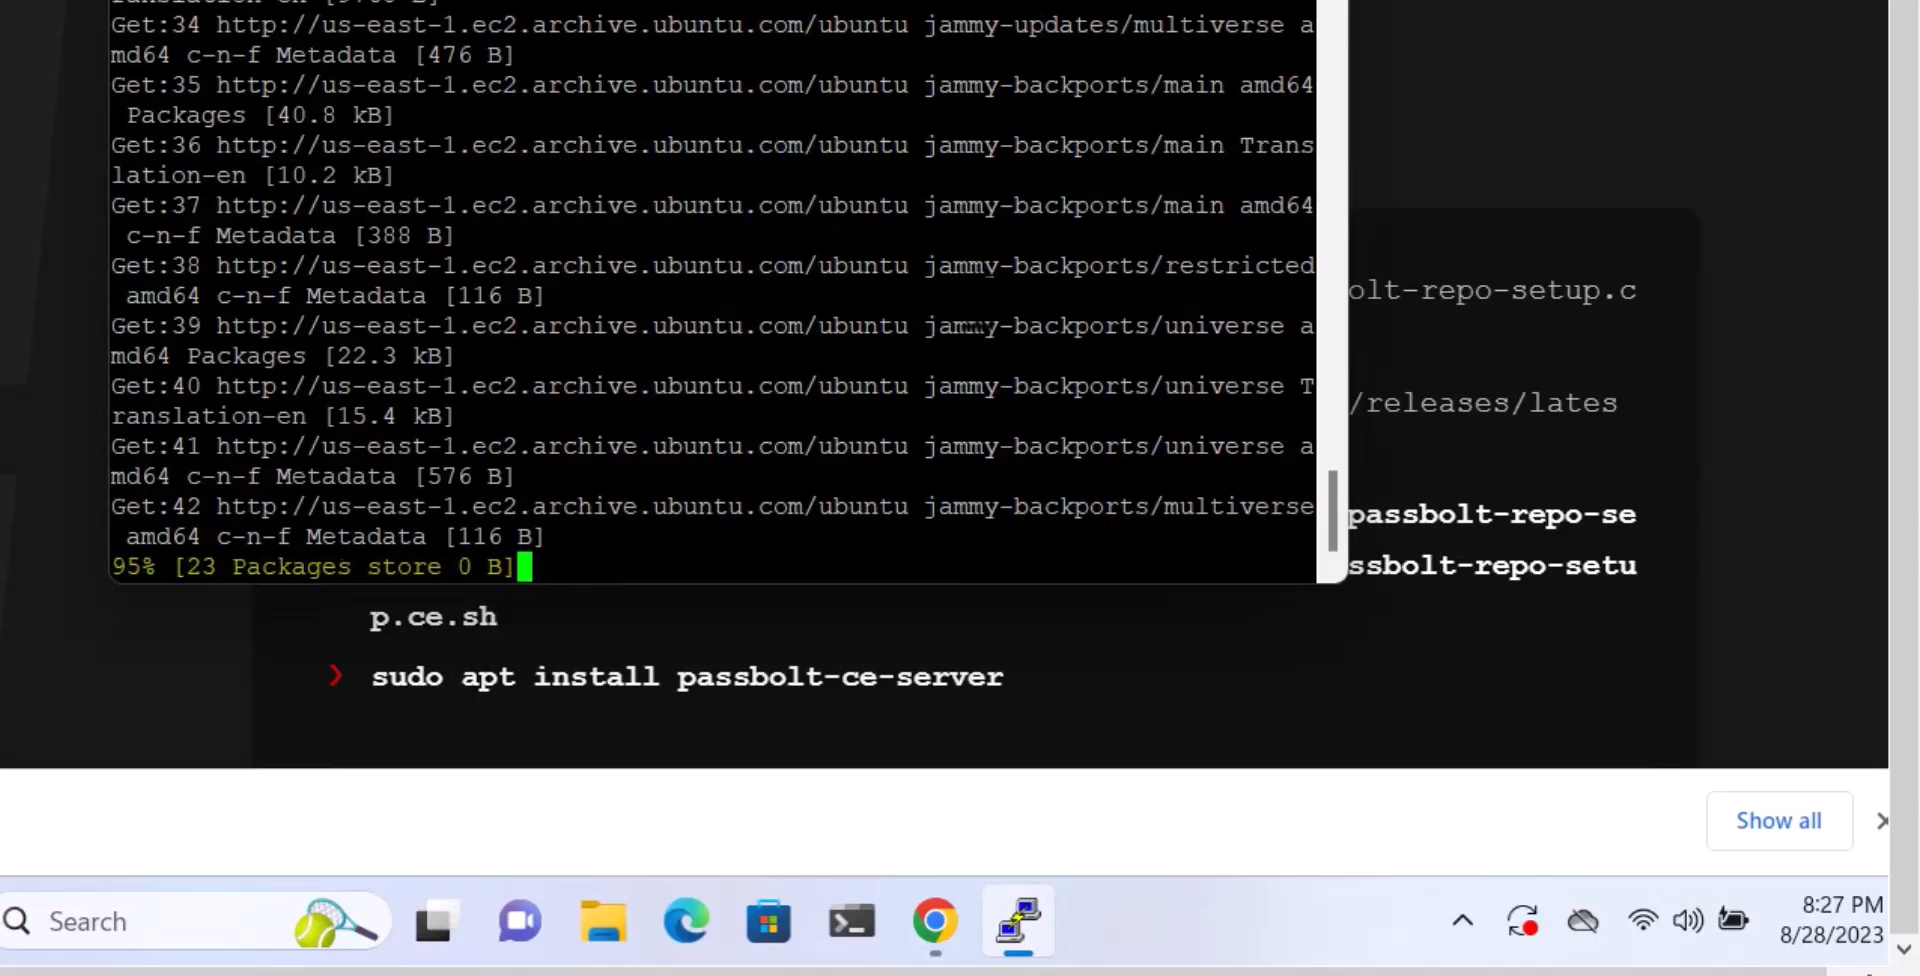 Get:34 http://us-east-1.ec2.archive.ubuntu.com/ubuntu jammy-updates/multiverse a
md64 c-n-f Metadata [476 B]
Get:35 http://us-east-1.ec2.archive.ubuntu.com/ubuntu jammy-backports/main amd64
Packages [40.8 kB]
Get:36 http://us-east-1.ec2.archive.ubuntu.com/ubuntu jammy-backports/main Trans
lation-en [10.2 kB]
Get:37 http://us-east-1.ec2.archive.ubuntu.com/ubuntu jammy-backports/main amd64
c-n-f Metadata [388 B]
Get:38 http://us-east-1.ec2.archive.ubuntu.com/ubuntu jammy-backports/restricted
amd64 c-n-f Metadata [116 B]
Get:39 http://us-east-1.ec2.archive.ubuntu.com/ubuntu jammy-backports/universe a
md64 Packages [22.3 kB]
Get:40 http://us-east-1.ec2.archive.ubuntu.com/ubuntu jammy-backports/universe T
ranslation-en [15.4 kB]
Get:41 http://us-east-1.ec2.archive.ubuntu.com/ubuntu jammy-backports/universe a
md64 c-n-f Metadata [576 B]
Get:42 http://us-east-1.ec2.archive.ubuntu.com/ubuntu jammy-backports/multiverse
amd64 c-n-f Metadata [116 B]
95% [23 Packages store 0 B]
olt-repo-setup.c
/releases/lates
passbolt-repo-se
ssbolt-repo-setu
p.ce.sh
❯ sudo apt install passbolt-ce-server
Show all
Search
8:27 PM
8/28/2023